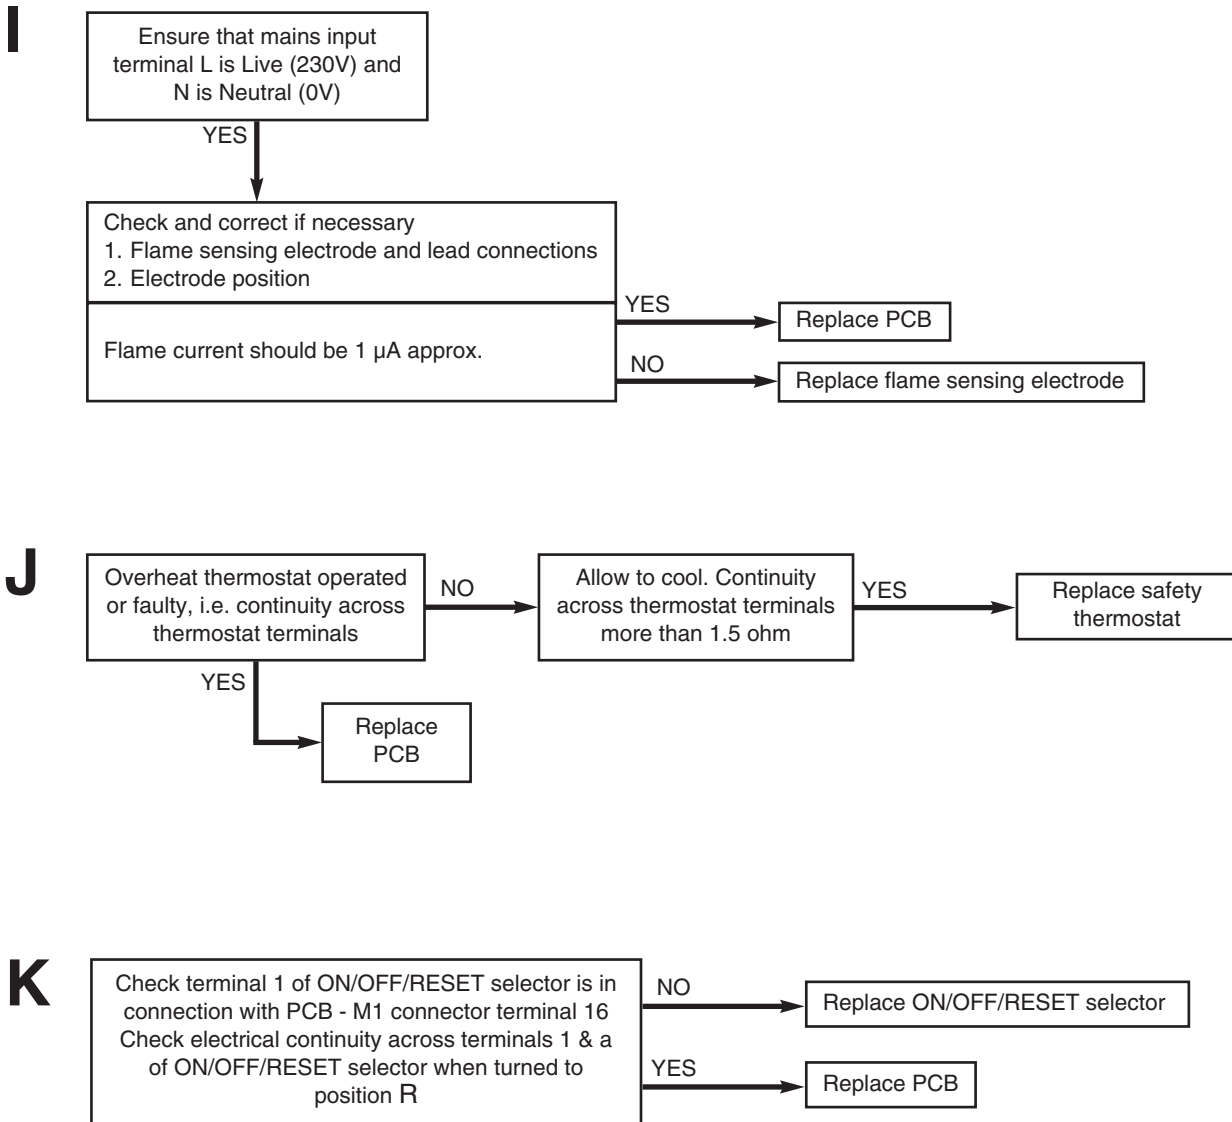 I
Ensure that mains input
terminal L is Live (230V) and
N is Neutral (0V)
YES
Check and correct if necessary
1. Flame sensing electrode and lead connections
2. Electrode position
Flame current should be 1 µA approx.
YES
Replace PCB
NO
Replace flame sensing electrode
J
Overheat thermostat operated
or faulty, i.e. continuity across
thermostat terminals
NO
Allow to cool. Continuity
across thermostat terminals
more than 1.5 ohm
YES
Replace safety
thermostat
YES
Replace
PCB
K
Check terminal 1 of ON/OFF/RESET selector is in
connection with PCB - M1 connector terminal 16
Check electrical continuity across terminals 1 & a
of ON/OFF/RESET selector when turned to
position R
NO
Replace ON/OFF/RESET selector
YES
Replace PCB